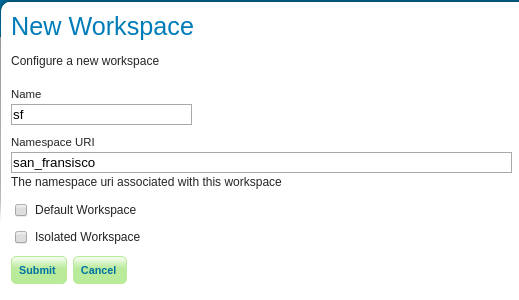 New Workspace
Configure a new workspace
Name
sf
Namespace URI
san_fransisco
The namespace uri associated with this workspace
Default Workspace
Isolated Workspace
Submit Cancel